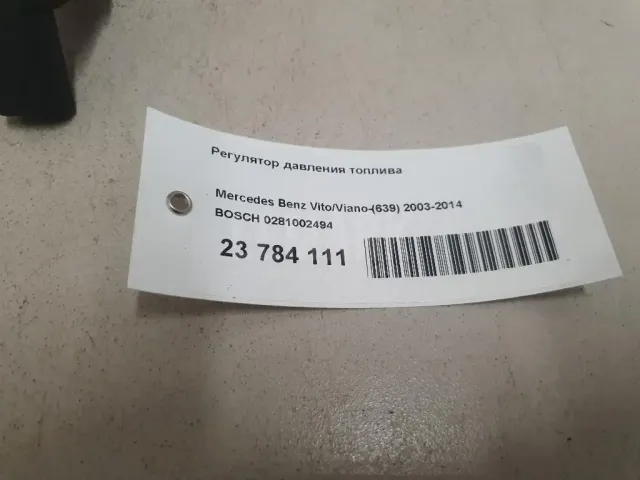 Регулятор давления топлива
Mercedes Benz Vito/Viano-(639) 2003-2014
BOSCH 0281002494
23 784 111